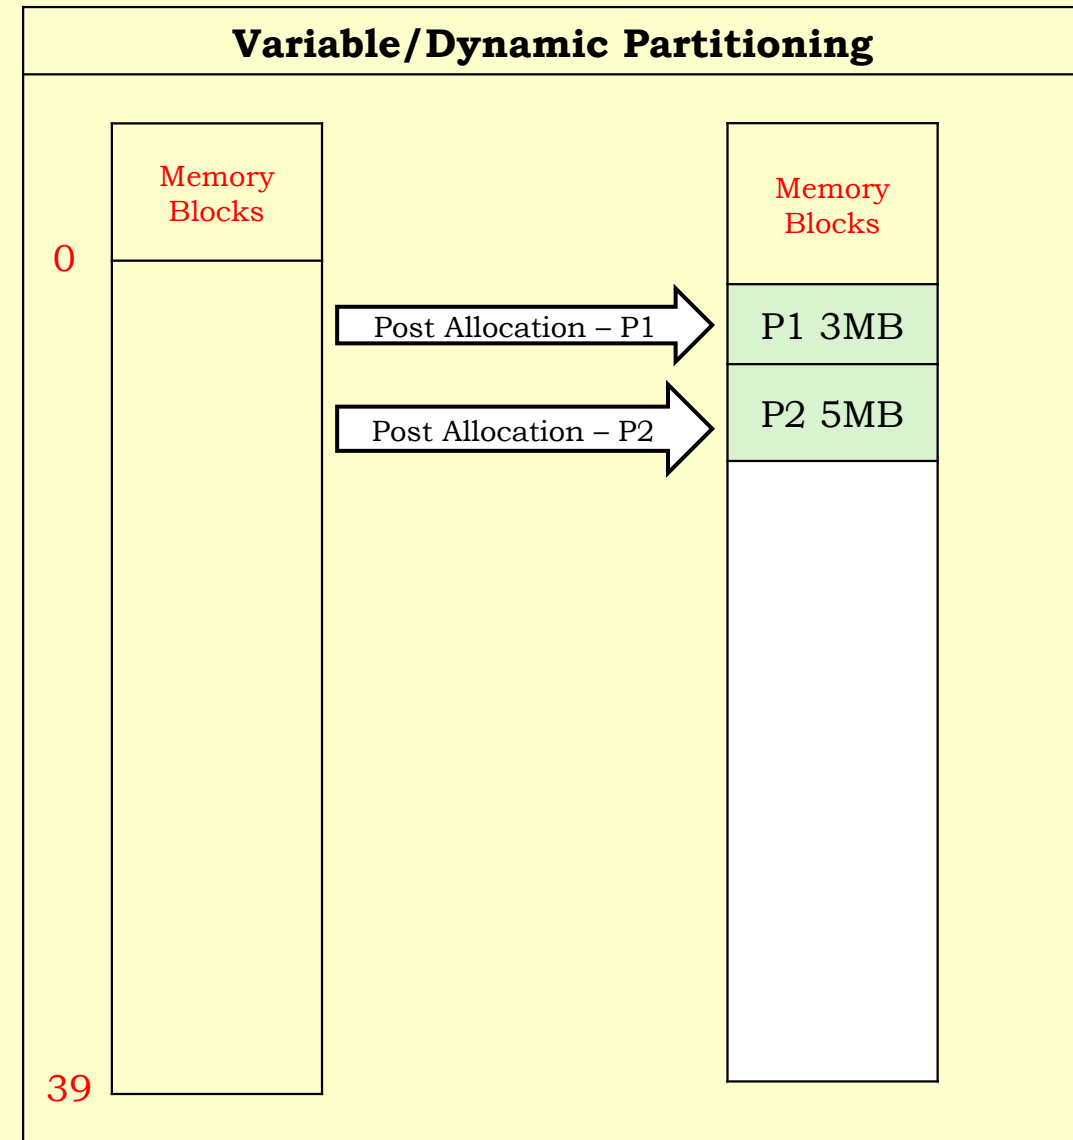 Variable/Dynamic Partitioning
Memory
Blocks
Memory
Blocks
0
Post Allocation – P1
P1 3MB
Post Allocation – P2
P2 5MB
39